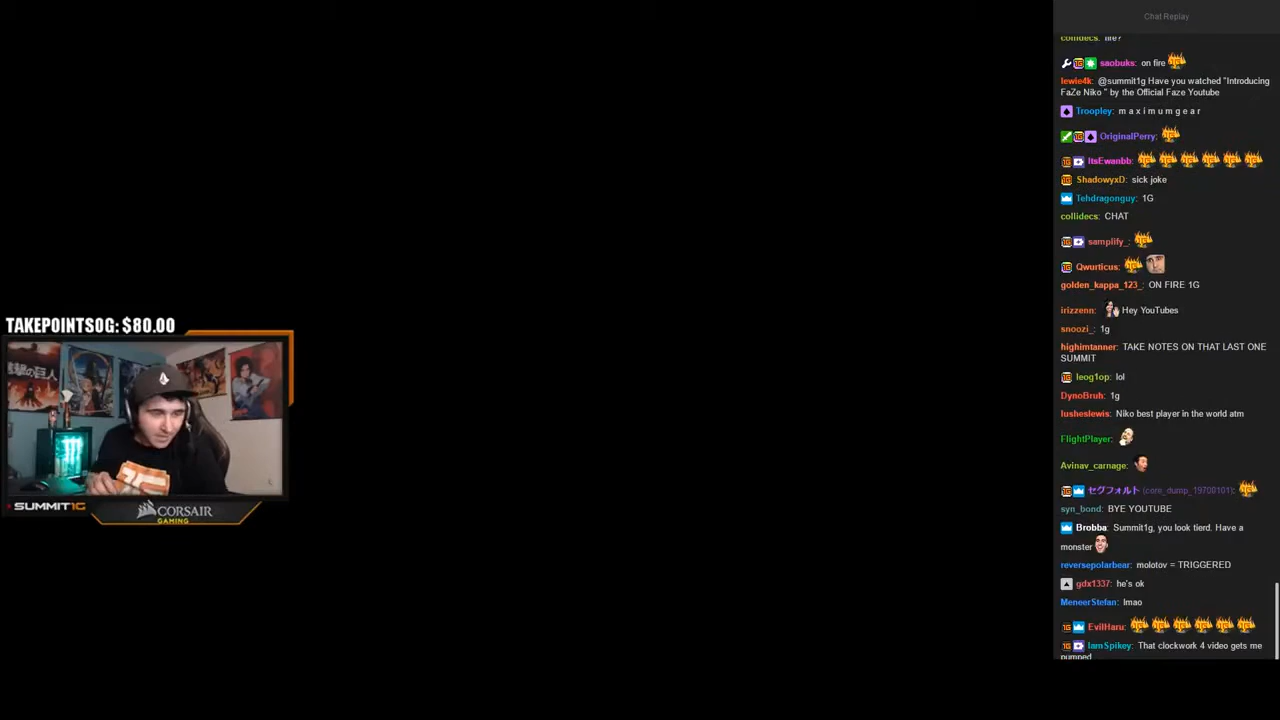 Chat Replay
collidecs: fire?
saobuks: on fire
lewie4k: @summit1g Have you watched "Introducing
FaZe Niko " by the Official Faze Youtube
Troopley: m a x i m u m g e a r
OriginalPerry:
ItsEwanbb:
ShadowyxD: sick joke
Tehdragonguy: 1G
collidecs: CHAT
samplify_:
Qwurticus:
golden_kappa_123_: ON FIRE 1G
irizzenn: Hey YouTubes
snoozi_: 1g
highimtanner: TAKE NOTES ON THAT LAST ONE
SUMMIT
leog1op: lol
DynoBruh: 1g
lusheslewis: Niko best player in the world atm
FlightPlayer:
Avinav_carnage:
セグフォルト (core_dump_19700101):
syn_bond: BYE YOUTUBE
Brobba: Summit1g, you look tierd. Have a
monster
reversepolarbear: molotov = TRIGGERED
gdx1337: he's ok
MeneerStefan: lmao
EvilHaru:
IamSpikey: That clockwork 4 video gets me
pumped
TAKEPOINTSOG: $80.00
進撃の巨人
SUMMIT1G
CORSAIR
GAMING